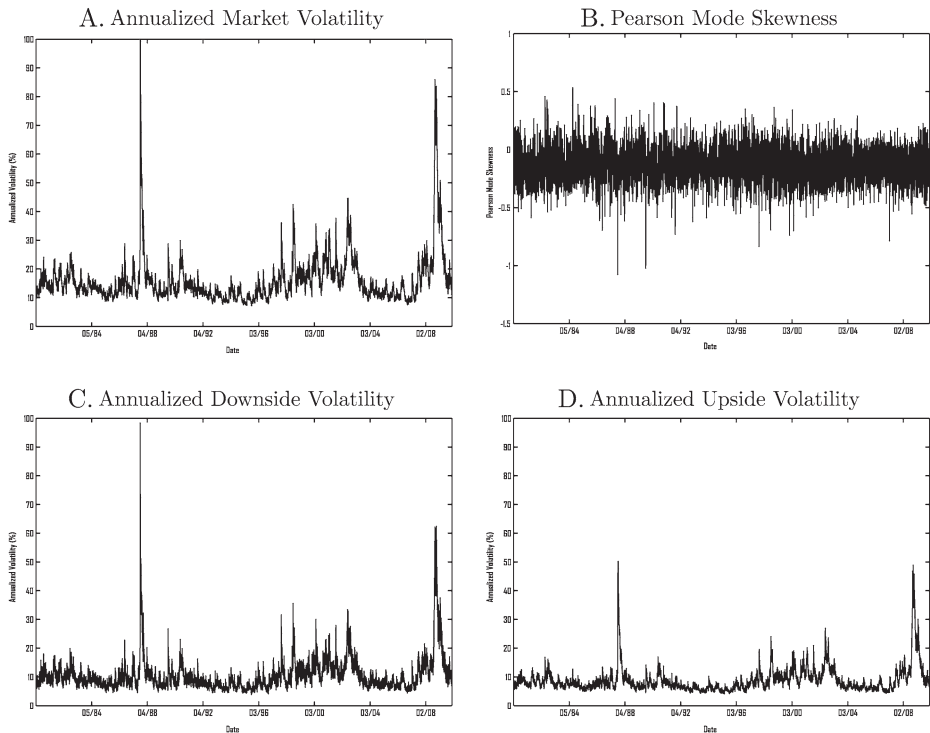 A. Annualized Market Volatility
100
90
80
70
60
50
40
30
20
10
0
Annualized Volatility (%)
05/84 04/88 04/92 03/96 03/00 03/04 02/08
Date
B. Pearson Mode Skewness
1
0.5
0
-0.5
-1
-1.5
Pearson Mode Skewness
05/84 04/88 04/92 03/96 03/00 03/04 02/08
Date
C. Annualized Downside Volatility
100
90
80
70
60
50
40
30
20
10
0
Annualized Volatility (%)
05/84 04/88 04/92 03/96 03/00 03/04 02/08
Date
D. Annualized Upside Volatility
100
90
80
70
60
50
40
30
20
10
0
Annualized Volatility (%)
05/84 04/88 04/92 03/96 03/00 03/04 02/08
Date